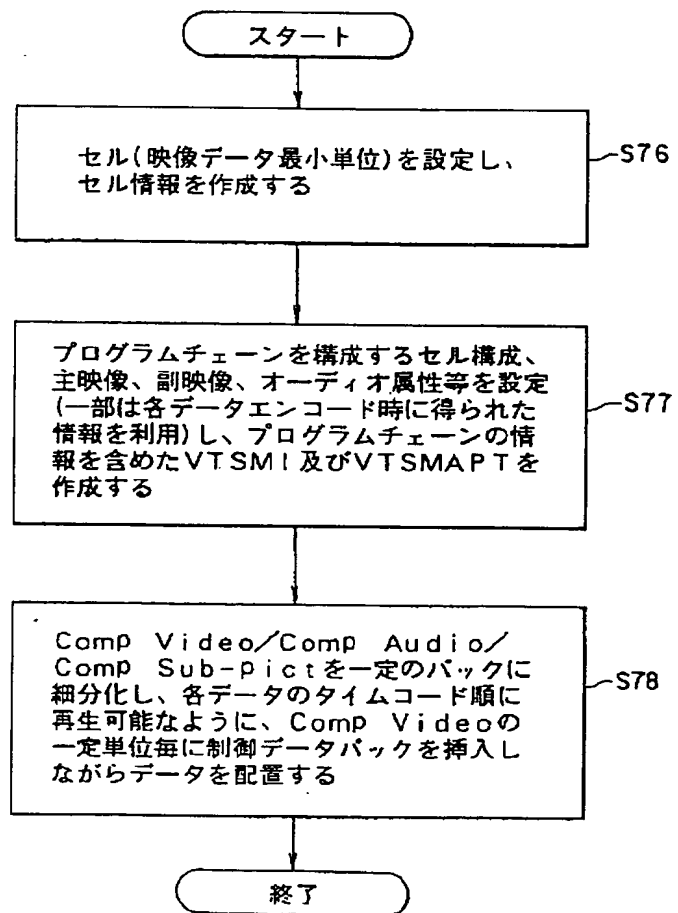 スタート
セル(映像データ最小単位)を設定し、
セル情報を作成する
S76
プログラムチェーンを構成するセル構成、
主映像、副映像、オーディオ属性等を設定
(一部は各データエンコード時に得られた
情報を利用)し、プログラムチェーンの情
報を含めたVTSMI及びVTSMAPTを
作成する
S77
Comp Video/Comp Audio/
Comp Sub-pictを一定のパックに
細分化し、各データのタイムコード順に
再生可能なように、Comp Videoの
一定単位毎に制御データパックを挿入し
ながらデータを配置する
S78
終了